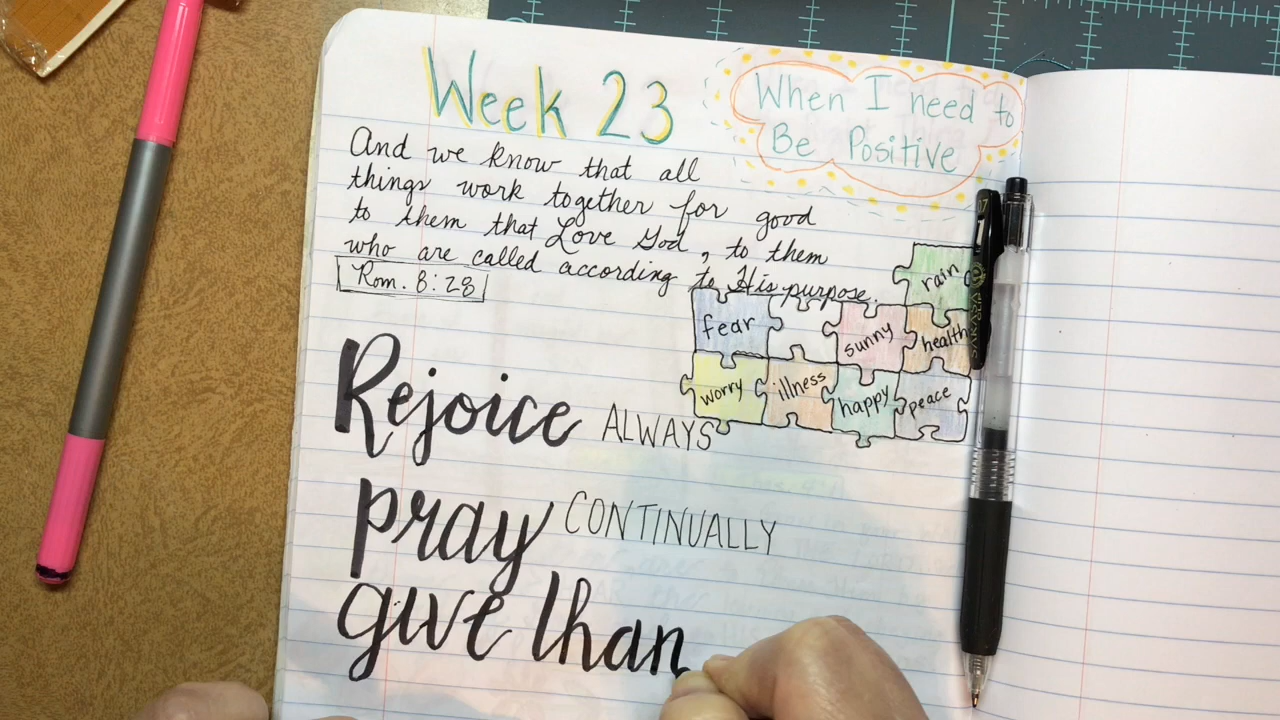 Week 23
When I need to
Be Positive
And we know that all
things work together for good
to them that Love God, to them
who are called according to His purpose.
Rom. 8:28
rain
fear
sunny
health
worry
illness
happy
peace
Rejoice ALWAYS
pray CONTINUALLY
give than